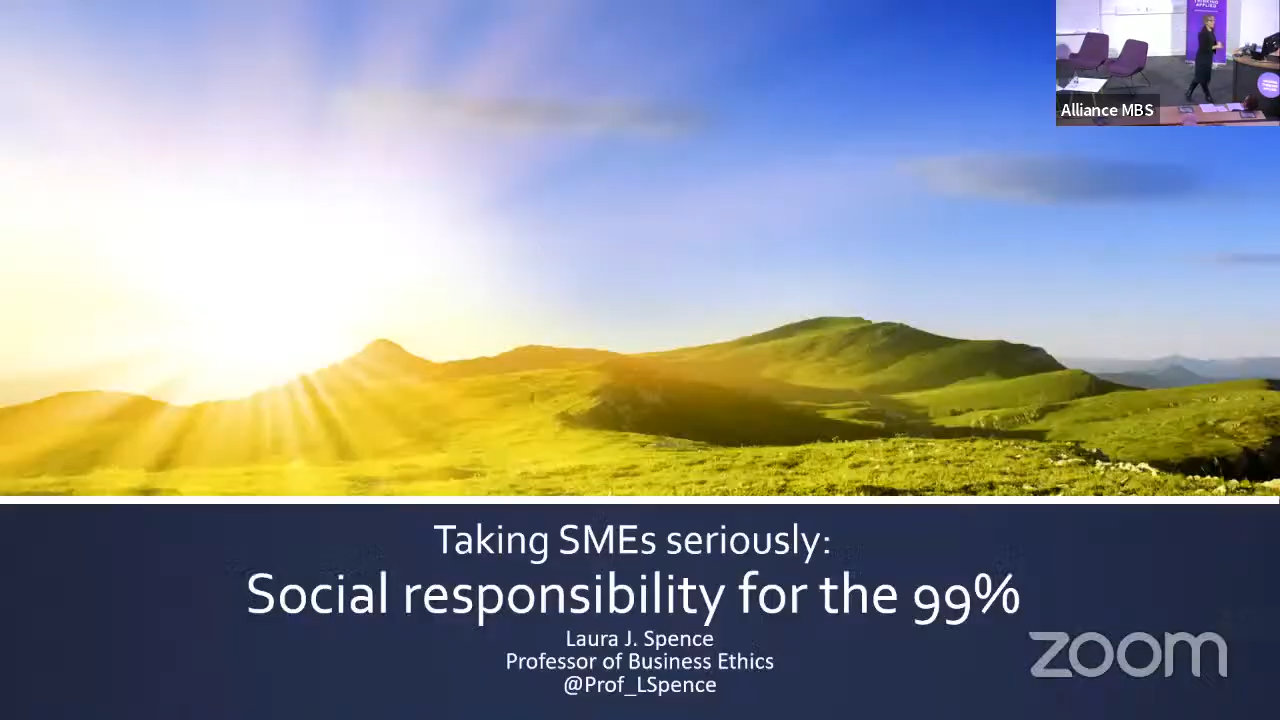 Alliance MBS
Taking SMEs seriously:
Social responsibility for the 99%
Laura J. Spence
Professor of Business Ethics
@Prof_LSpence
zoom